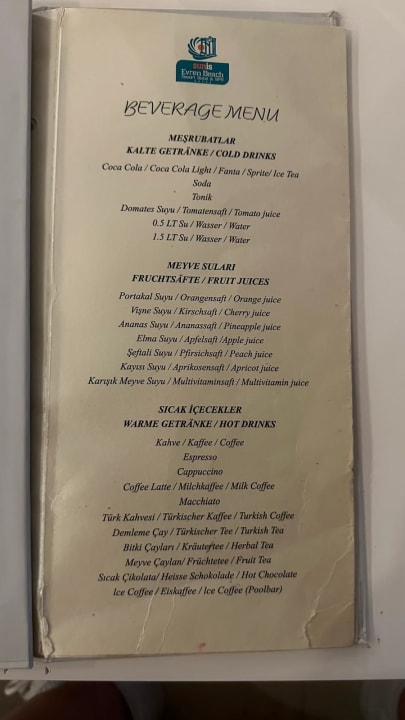 sunis
Evren Beach
Resort Hotel & SPA
BEVERAGE MENU
MEŞRUBATLAR
KALTE GETRÄNKE / COLD DRINKS
Coca Cola / Coca Cola Light / Fanta / Sprite/ Ice Tea
Soda
Tonik
Domates Suyu / Tomatensaft / Tomato juice
0.5 LT Su / Wasser / Water
1.5 LT Su / Wasser / Water
MEYVE SULARI
FRUCHTSÄFTE / FRUIT JUICES
Portakal Suyu / Orangensaft / Orange juice
Vişne Suyu / Kirschsaft / Cherry juice
Ananas Suyu / Ananassaft / Pineapple juice
Elma Suyu / Apfelsaft /Apple juice
Şeftali Suyu / Pfirsichsaft / Peach juice
Kayısı Suyu / Aprikosensaft / Apricot juice
Karışık Meyve Suyu / Multivitaminsaft / Multivitamin juice
SICAK İÇECEKLER
WARME GETRÄNKE / HOT DRINKS
Kahve / Kaffee / Coffee
Espresso
Cappuccino
Coffee Latte / Milchkaffee / Milk Coffee
Macchiato
Türk Kahvesi / Türkischer Kaffee / Turkish Coffee
Demleme Çay / Türkischer Tee / Turkish Tea
Bitki Çayları / Kräutertee / Herbal Tea
Meyve Çayları/ Früchtetee / Fruit Tea
Sıcak Çikolata/ Heisse Schokolade / Hot Chocolate
Ice Coffee / Eiskaffee / Ice Coffee (Poolbar)